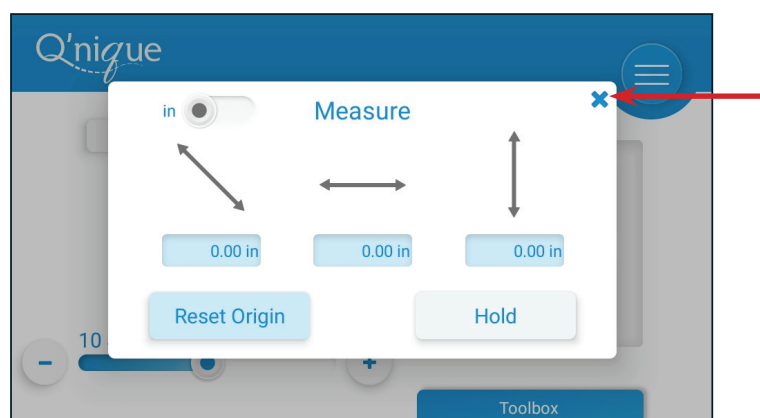 Q'nique
in Measure
0.00 in 0.00 in 0.00 in
Reset Origin Hold
10
Toolbox